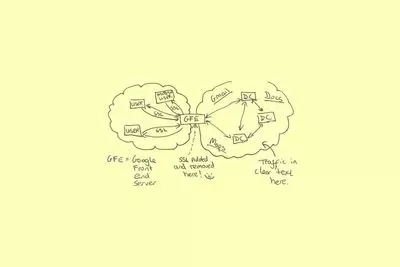 Gmail
DC
Docs
USER
USER
SSL
SSL
GFE
DC
USER
SSL
DC
Maps
GFE = Google
Front
End
Server
SSL Added
and removed
here!
Traffic in
clear text
here.